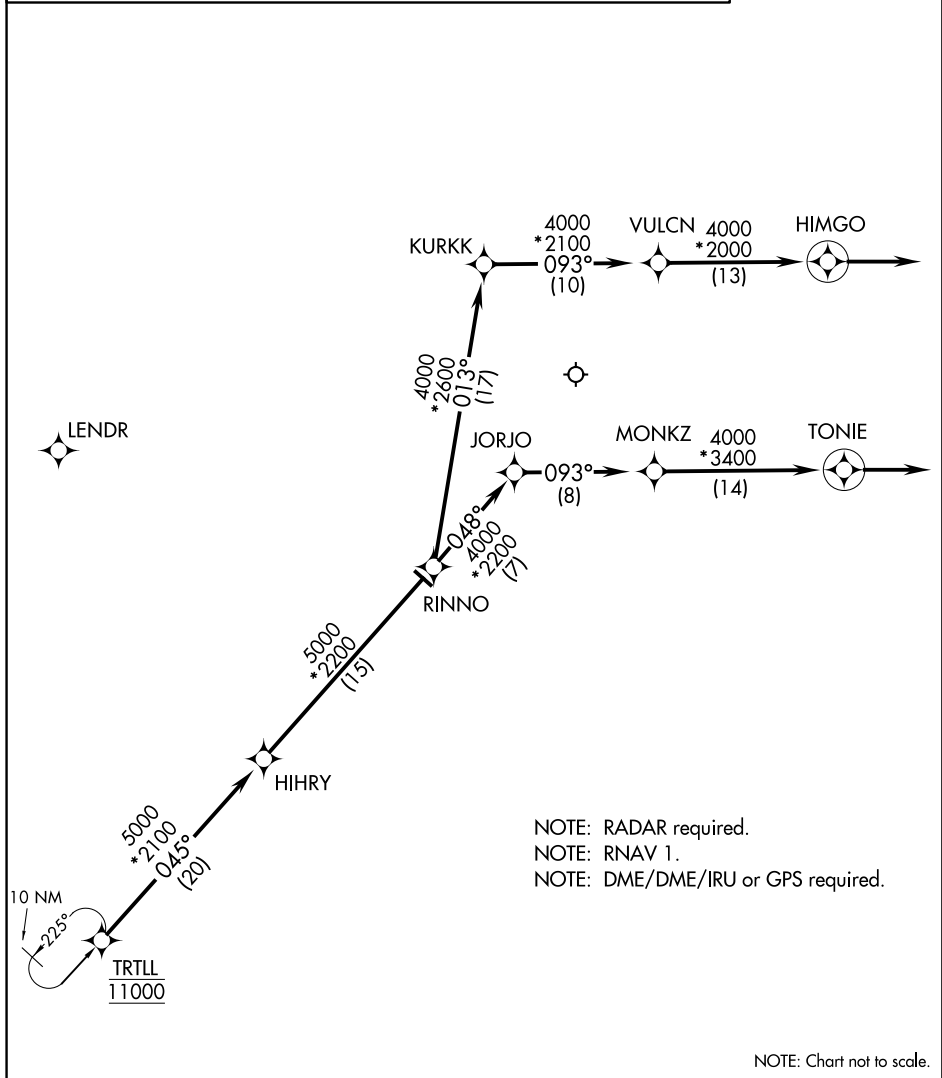 4000
*2100
093°
(10)
VULCN
4000
*2000
(13)
HIMGO
KURKK
4000
*2600
013°
(17)
LENDR
JORJO
093°
(8)
MONKZ
4000
*3400
(14)
TONIE
048°
4000
*2200
(7)
RINNO
5000
*2200
(15)
HIHRY
5000
*2100
045°
(20)
10 NM
225°
TRTLL
11000
NOTE: RADAR required.
NOTE: RNAV 1.
NOTE: DME/DME/IRU or GPS required.
NOTE: Chart not to scale.